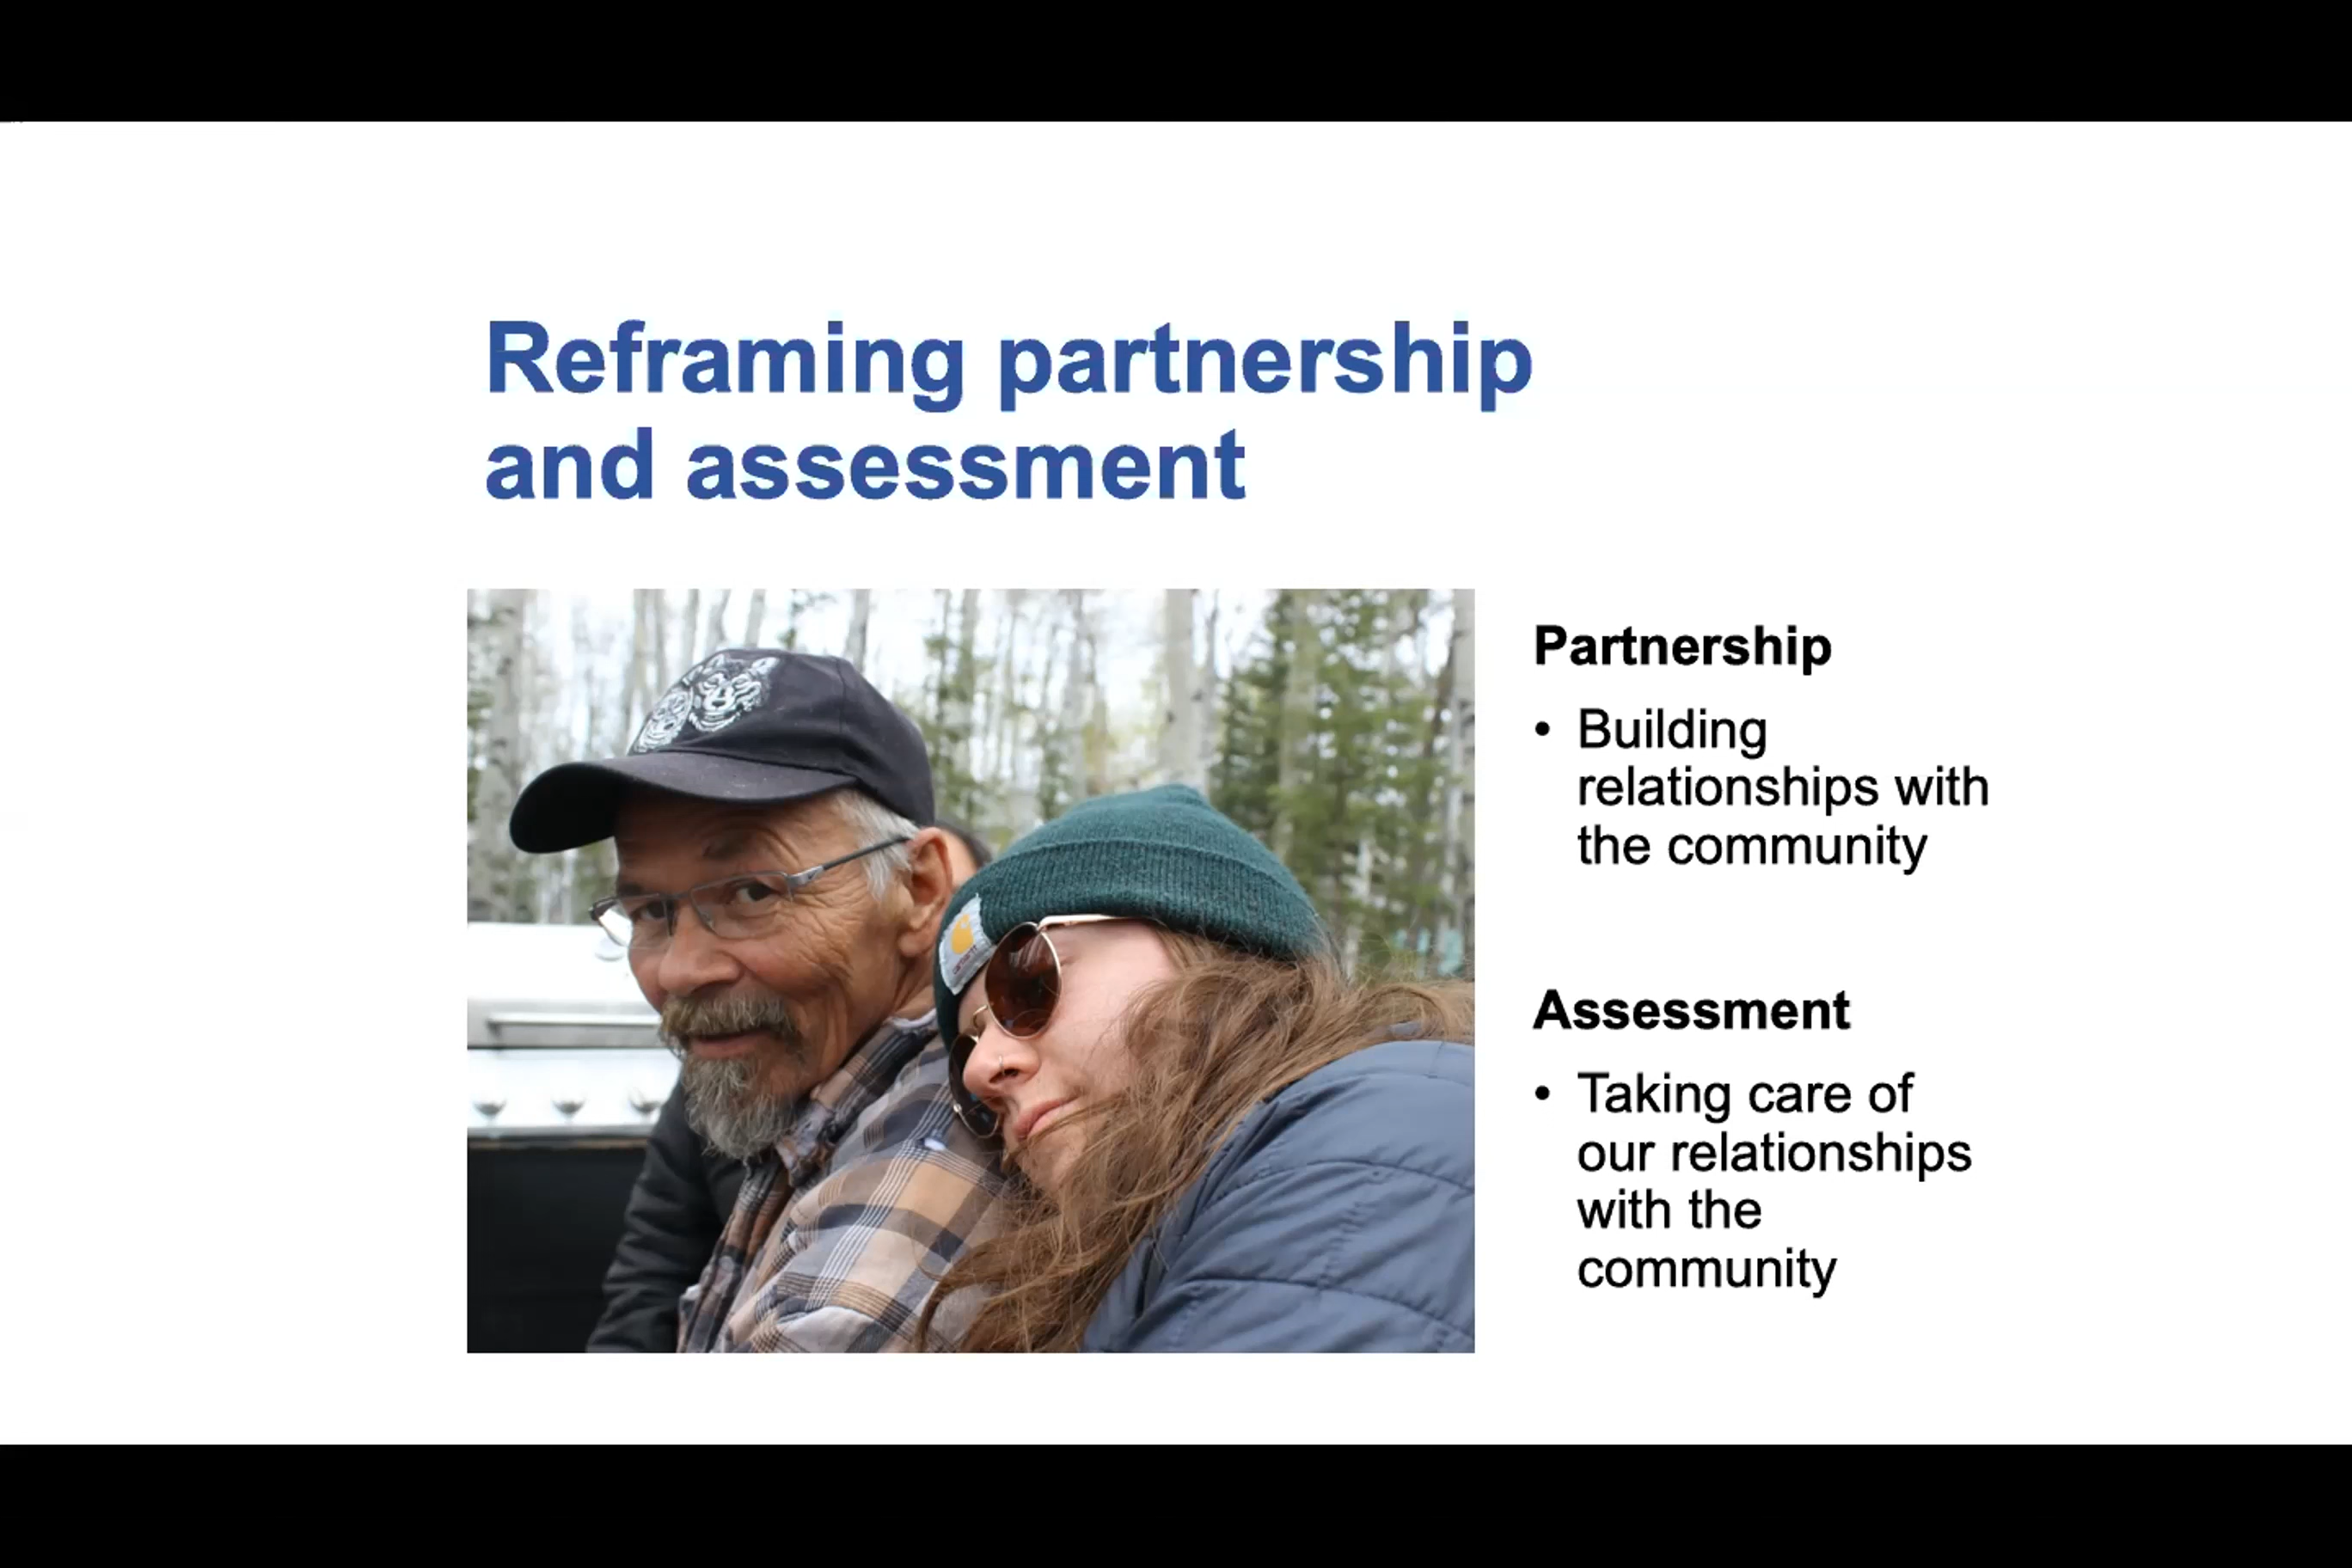 Reframing partnership
and assessment
Partnership
• Building
relationships with
the community
Assessment
• Taking care of
our relationships
with the
community